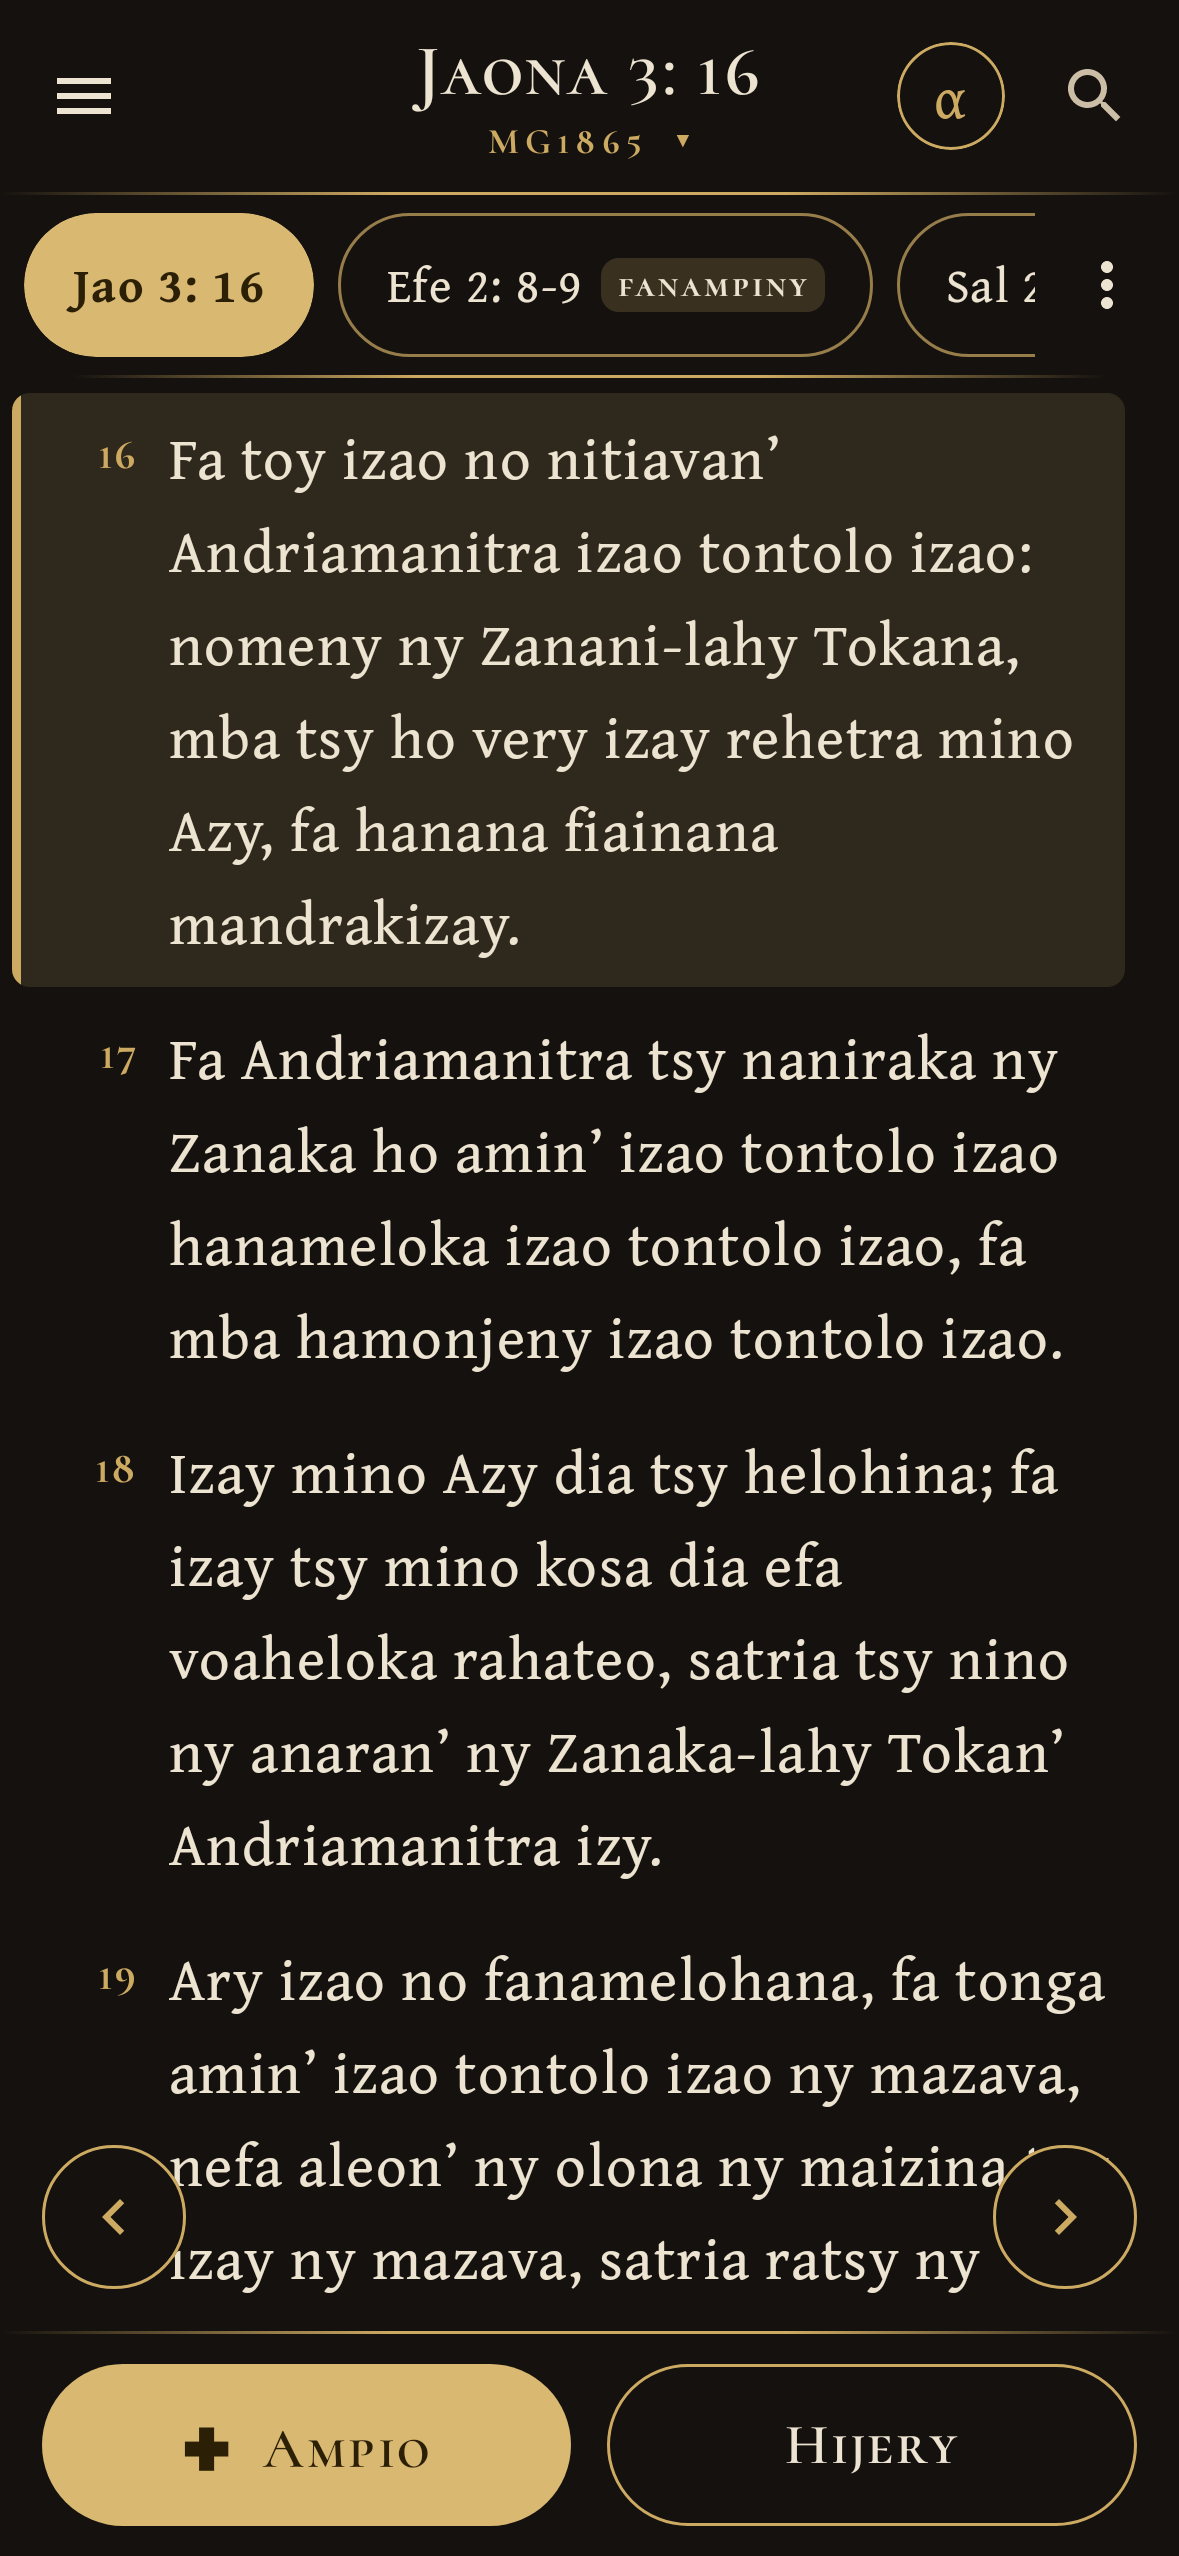 Jaona 3: 16
α
MG1865 ▼
Jao 3: 16
Efe 2: 8-9 FANAMPINY
Sal
16 Fa toy izao no nitiavan’
Andriamanitra izao tontolo izao:
nomeny ny Zanani-lahy Tokana,
mba tsy ho very izay rehetra mino
Azy, fa hanana fiainana
mandrakizay.
17 Fa Andriamanitra tsy naniraka ny
Zanaka ho amin’ izao tontolo izao
hanameloka izao tontolo izao, fa
mba hamonjeny izao tontolo izao.
18 Izay mino Azy dia tsy helohina; fa
izay tsy mino kosa dia efa
voaheloka rahateo, satria tsy nino
ny anaran’ ny Zanaka-lahy Tokan’
Andriamanitra izy.
19 Ary izao no fanamelohana, fa tonga
amin’ izao tontolo izao ny mazava,
nefa aleon’ ny olona ny maizina
izay ny mazava, satria ratsy ny
Ampio
Hijery